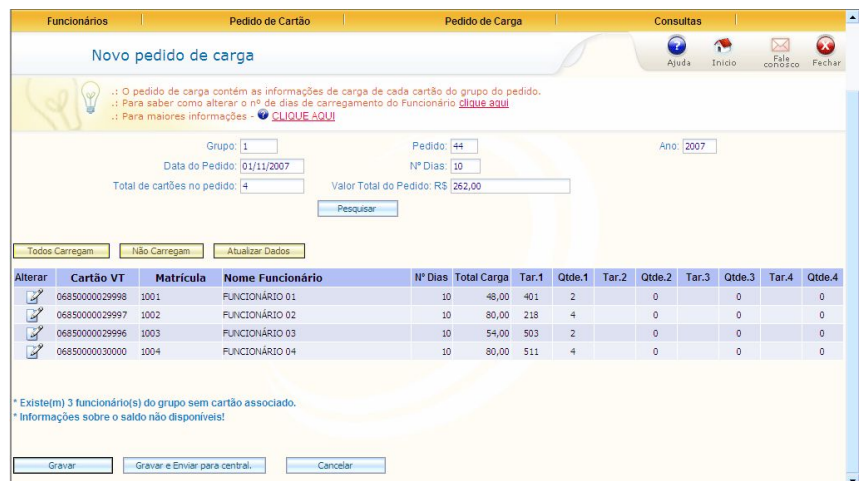 Funcionários Pedido de Cartão Pedido de Carga Consultas
Novo pedido de carga
Ajuda Inicio Fale conosco Fechar
.: O pedido de carga contém as informações de carga de cada cartão do grupo do pedido.
.: Para saber como alterar o nº de dias de carregamento do Funcionário clique aqui
.: Para maiores informações - CLIQUE AQUI
Grupo: 1 Pedido: 44 Ano: 2007
Data do Pedido: 01/11/2007 Nº Dias: 10
Total de cartões no pedido: 4 Valor Total do Pedido: R$ 262,00
Pesquisar
Todos Carregam Não Carregam Atualizar Dados
Alterar Cartão VT Matrícula Nome Funcionário Nº Dias Total Carga Tar.1 Qtde.1 Tar.2 Qtde.2 Tar.3 Qtde.3 Tar.4 Qtde.4
06850000029998 1001 FUNCIONÁRIO 01 10 48,00 401 2 0 0 0
06850000029997 1002 FUNCIONÁRIO 02 10 80,00 218 4 0 0 0
06850000029996 1003 FUNCIONÁRIO 03 10 54,00 503 2 0 0 0
06850000030000 1004 FUNCIONÁRIO 04 10 80,00 511 4 0 0 0
* Existe(m) 3 funcionário(s) do grupo sem cartão associado.
* Informações sobre o saldo não disponíveis!
Gravar Gravar e Enviar para central. Cancelar